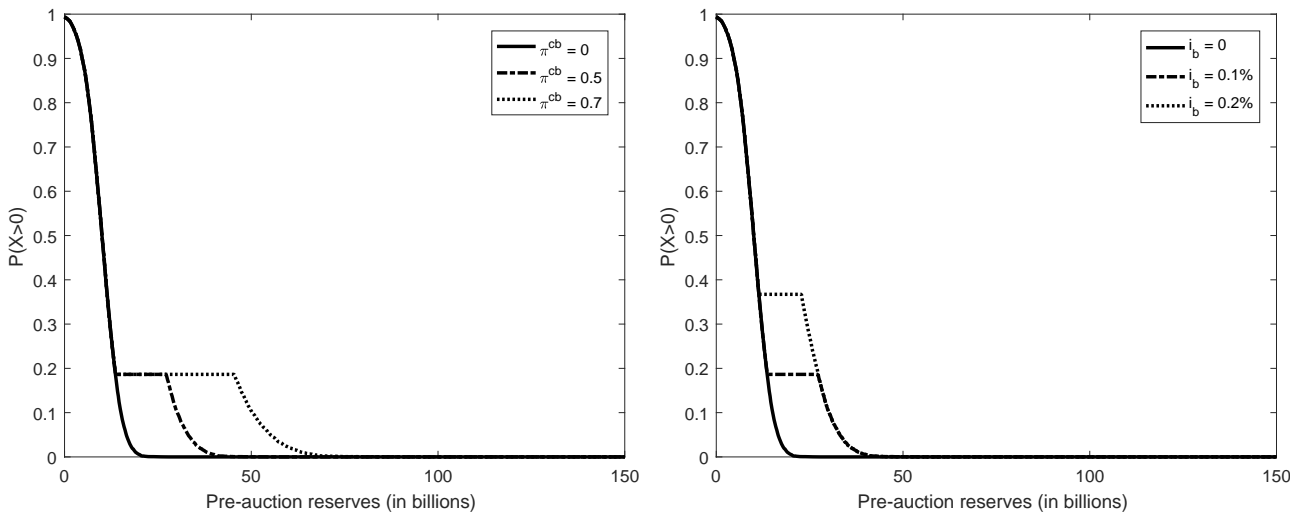 1
0.9
0.8
0.7
0.6
0.5
0.4
0.3
0.2
0.1
0
P(X>0)
0 50 100 150
Pre-auction reserves (in billions)
π^cb = 0
π^cb = 0.5
π^cb = 0.7
1
0.9
0.8
0.7
0.6
0.5
0.4
0.3
0.2
0.1
0
P(X>0)
0 50 100 150
Pre-auction reserves (in billions)
i_b = 0
i_b = 0.1%
i_b = 0.2%